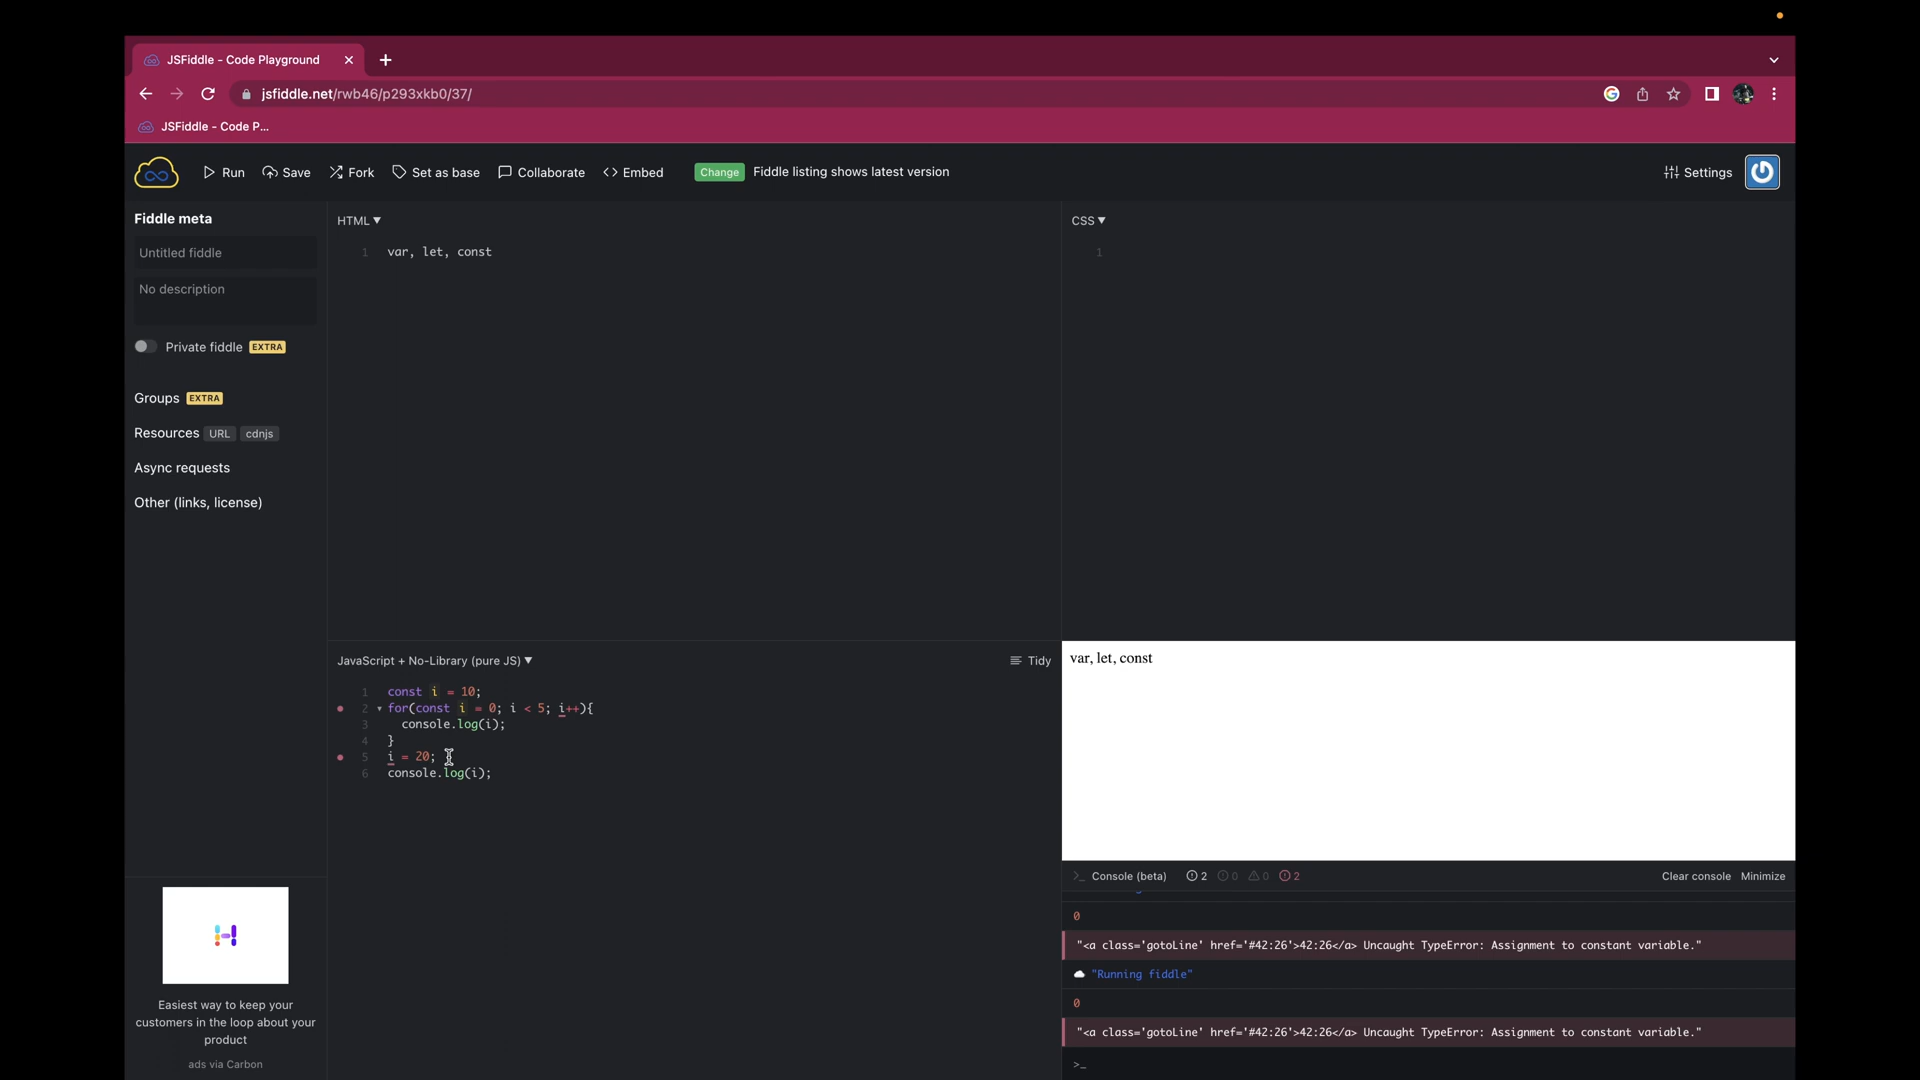 JSFiddle - Code Playground
jsfiddle.net/rwb46/p293xkb0/37/
JSFiddle - Code P...
Run
Save
Fork
Set as base
Collaborate
Embed
Change
Fiddle listing shows latest version
Settings
Fiddle meta
Untitled fiddle
No description
Private fiddle EXTRA
Groups EXTRA
Resources URL cdnjs
Async requests
Other (links, license)
HTML
1 var, let, const
CSS
1
JavaScript + No-Library (pure JS)
Tidy
1 const i = 10;
2 for(const i = 0; i < 5; i++){
3 console.log(i);
4 }
5 i = 20;
6 console.log(i);
var, let, const
>_ Console (beta) 2 0 0 2
Clear console Minimize
0
"<a class='gotoLine' href='#42:26'>42:26</a> Uncaught TypeError: Assignment to constant variable."
"Running fiddle"
0
"<a class='gotoLine' href='#42:26'>42:26</a> Uncaught TypeError: Assignment to constant variable."
>_
Easiest way to keep your
customers in the loop about your
product
ads via Carbon